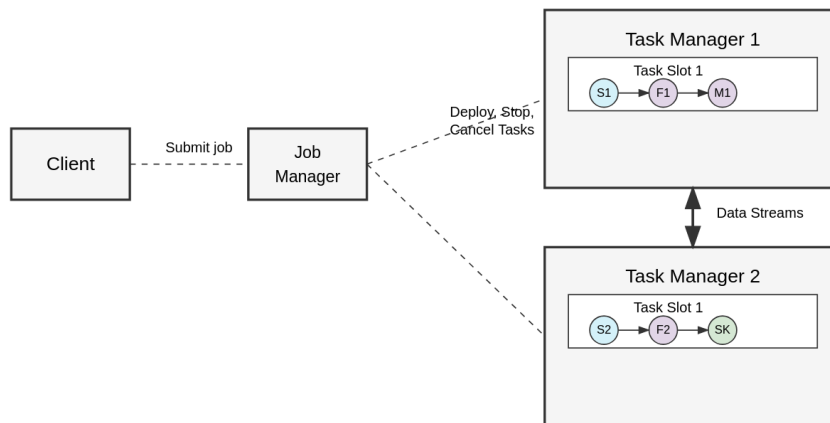 Client
Submit job
Job
Manager
Deploy, Stop,
Cancel Tasks
Task Manager 1
Task Slot 1
S1 F1 M1
Data Streams
Task Manager 2
Task Slot 1
S2 F2 SK